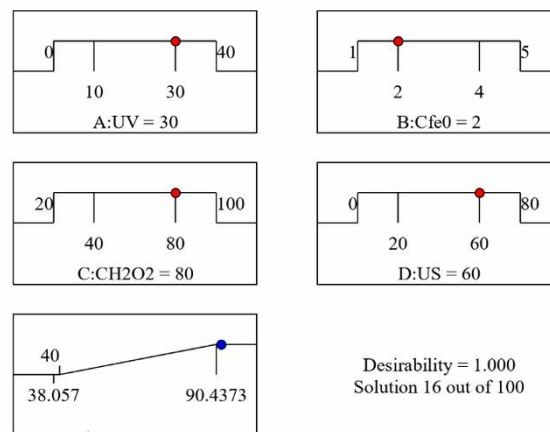 0 40
10 30
A:UV = 30
1 5
2 4
B:Cfe0 = 2
20 100
40 80
C:CH2O2 = 80
0 80
20 60
D:US = 60
40
38.057 90.4373
Desirability = 1.000
Solution 16 out of 100